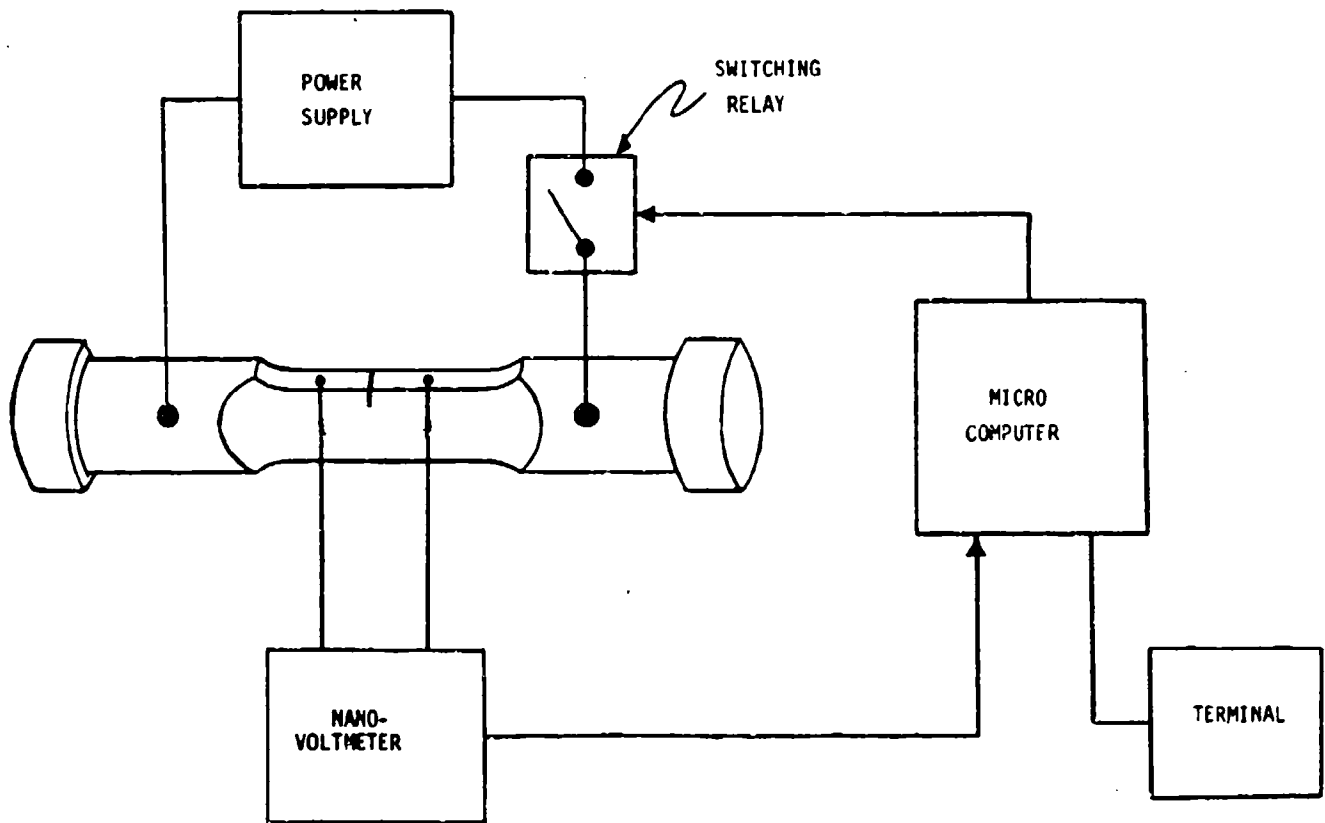 POWER
SUPPLY
SWITCHING
RELAY
MICRO
COMPUTER
NANO-
VOLTMETER
TERMINAL